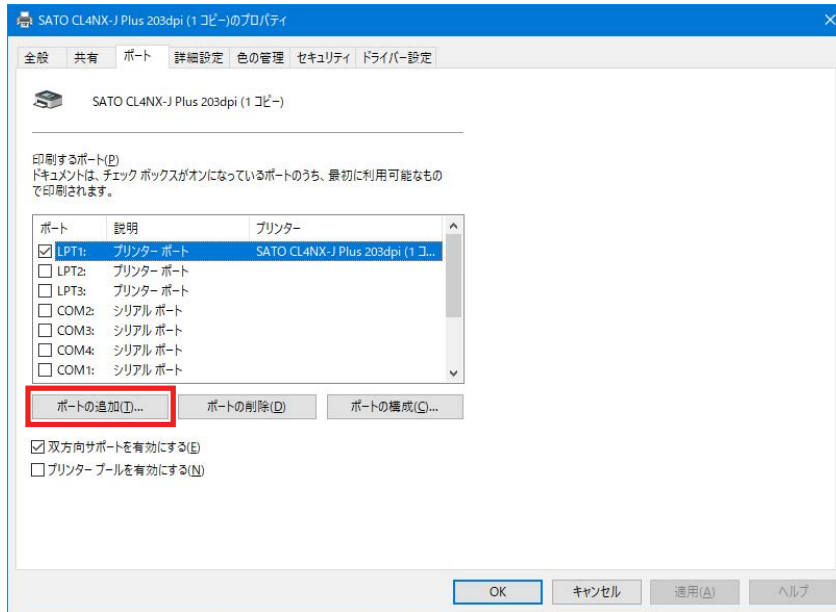 SATO CL4NX-J Plus 203dpi (1 コピー)のプロパティ
全般 共有 ポート 詳細設定 色の管理 セキュリティ ドライバー設定
SATO CL4NX-J Plus 203dpi (1 コピー)
印刷するポート(P)
ドキュメントは、チェック ボックスがオンになっているポートのうち、最初に利用可能なもの
で印刷されます。
ポート 説明 プリンター
LPT1: プリンター ポート SATO CL4NX-J Plus 203dpi (1 コ...
LPT2: プリンター ポート
LPT3: プリンター ポート
COM2: シリアル ポート
COM3: シリアル ポート
COM4: シリアル ポート
COM1: シリアル ポート
ポートの追加(T)... ポートの削除(D) ポートの構成(C)...
双方向サポートを有効にする(E)
プリンター プールを有効にする(N)
OK キャンセル 適用(A) ヘルプ